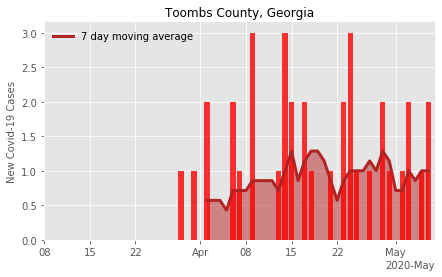 Toombs County, Georgia
7 day moving average
New Covid-19 Cases
3.0
2.5
2.0
1.5
1.0
0.5
0.0
08 15 22 Apr 08 15 22 May
2020-May